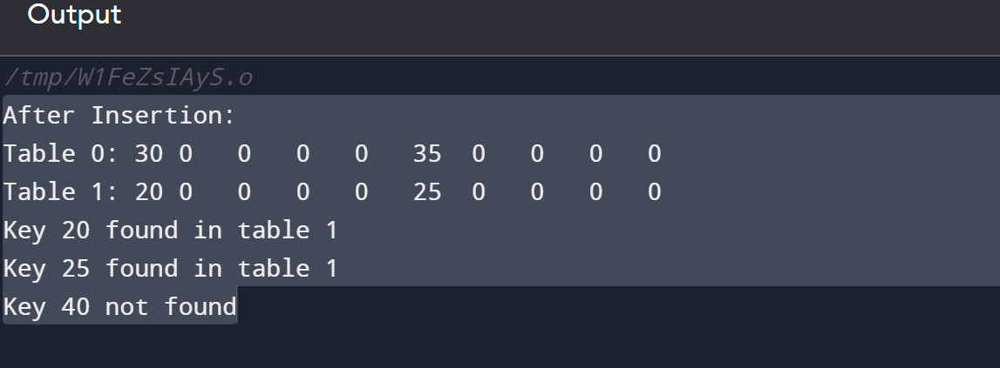 Output
/tmp/W1FeZsIAyS.o
After Insertion:
Table 0: 30 0   0   0   0   35  0   0   0   0
Table 1: 20 0   0   0   0   25  0   0   0   0
Key 20 found in table 1
Key 25 found in table 1
Key 40 not found